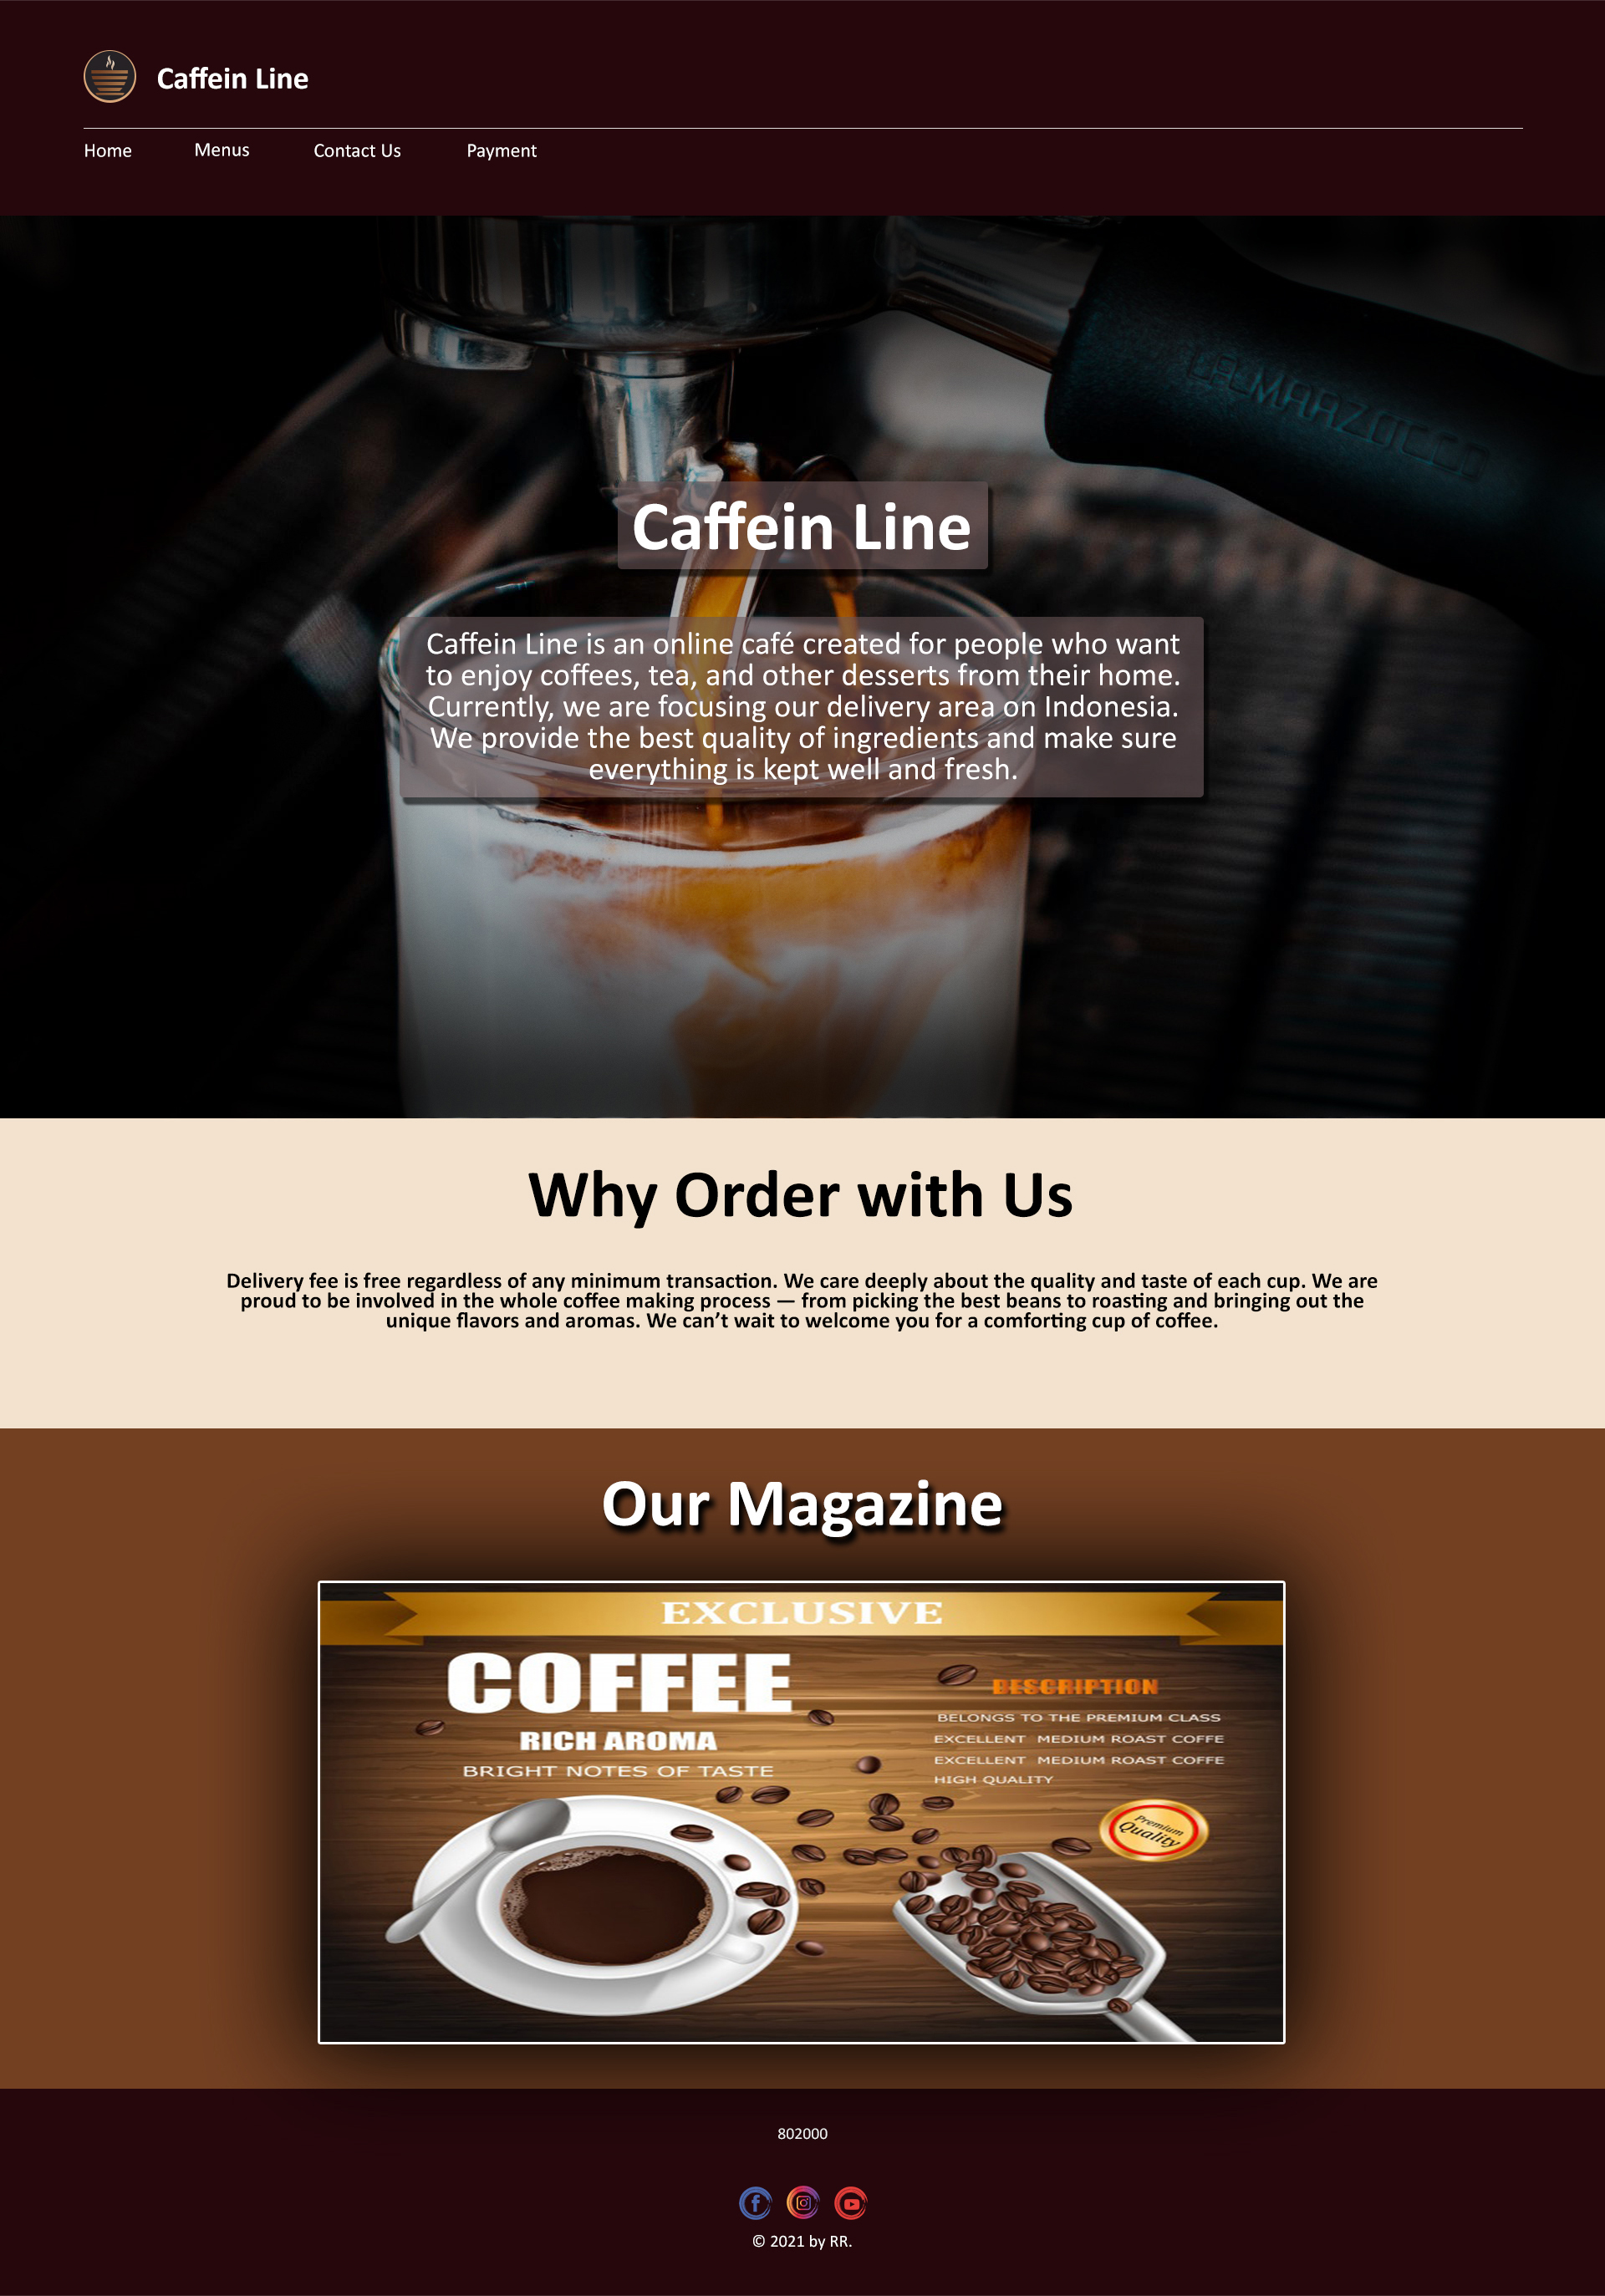 Caffein Line
Home Menus Contact Us Payment
LA MARZOCCO
Caffein Line
Caffein Line is an online café created for people who want
to enjoy coffees, tea, and other desserts from their home.
Currently, we are focusing our delivery area on Indonesia.
We provide the best quality of ingredients and make sure
everything is kept well and fresh.
Why Order with Us
Delivery fee is free regardless of any minimum transaction. We care deeply about the quality and taste of each cup. We are
proud to be involved in the whole coffee making process — from picking the best beans to roasting and bringing out the
unique flavors and aromas. We can’t wait to welcome you for a comforting cup of coffee.
Our Magazine
EXCLUSIVE
COFFEE
RICH AROMA
BRIGHT NOTES OF TASTE
DESCRIPTION
BELONGS TO THE PREMIUM CLASS
EXCELLENT MEDIUM ROAST COFFE
EXCELLENT MEDIUM ROAST COFFE
HIGH QUALITY
Premium
Quality
802000
© 2021 by RR.